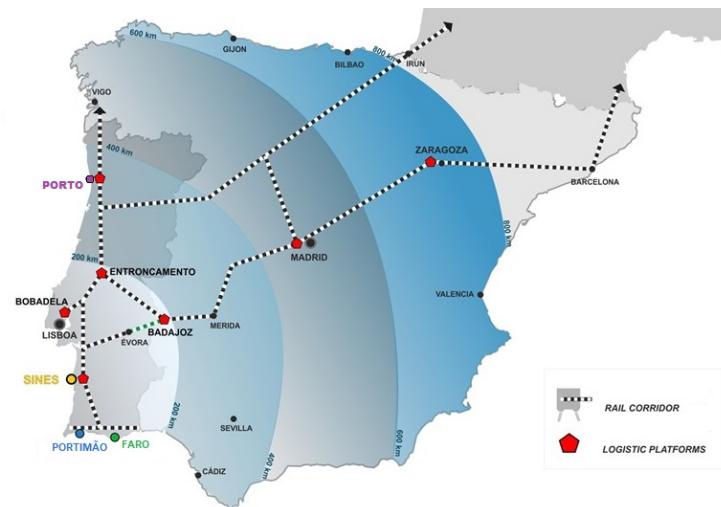 600 km
GIJON
BILBAO
800 km
IRÚN
VIGO
400 km
ZARAGOZA
PORTO
BARCELONA
800 km
200 km
MADRID
ENTRONCAMENTO
BOBADELA
VALENCIA
LISBOA
BADAJOZ
MERIDA
ÉVORA
SINES
200 km
SEVILLA
RAIL CORRIDOR
PORTIMÃO
FARO
600 km
400 km
LOGISTIC PLATFORMS
CÁDIZ